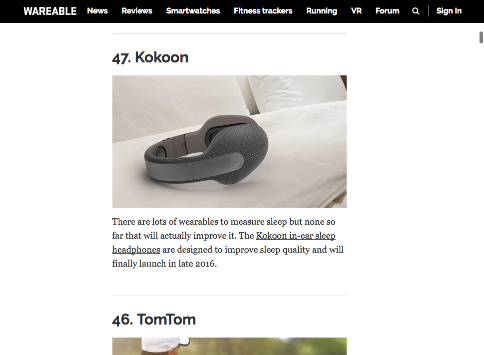 WAREABLE News Reviews Smartwatches Fitness trackers Running VR Forum Sign In
47. Kokoon
There are lots of wearables to measure sleep but none so
far that will actually improve it. The Kokoon in-ear sleep
headphones are designed to improve sleep quality and will
finally launch in late 2016.
46. TomTom